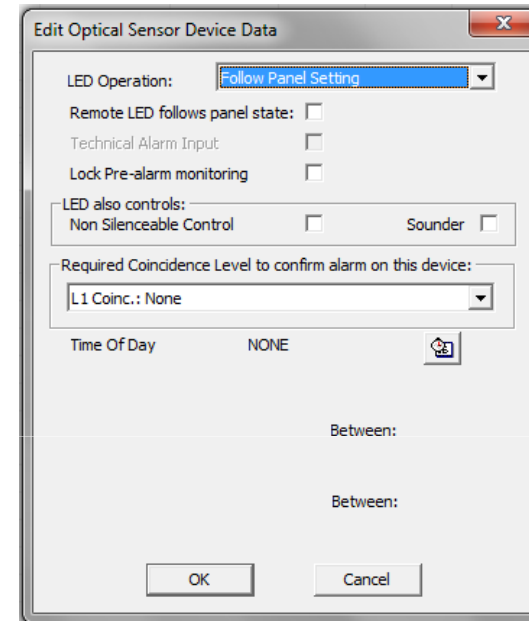 Edit Optical Sensor Device Data
LED Operation: Follow Panel Setting
Remote LED follows panel state:
Technical Alarm Input
Lock Pre-alarm monitoring
LED also controls:
Non Silenceable Control Sounder
Required Coincidence Level to confirm alarm on this device:
L1 Coinc.: None
Time Of Day NONE
Between:
Between:
OK Cancel